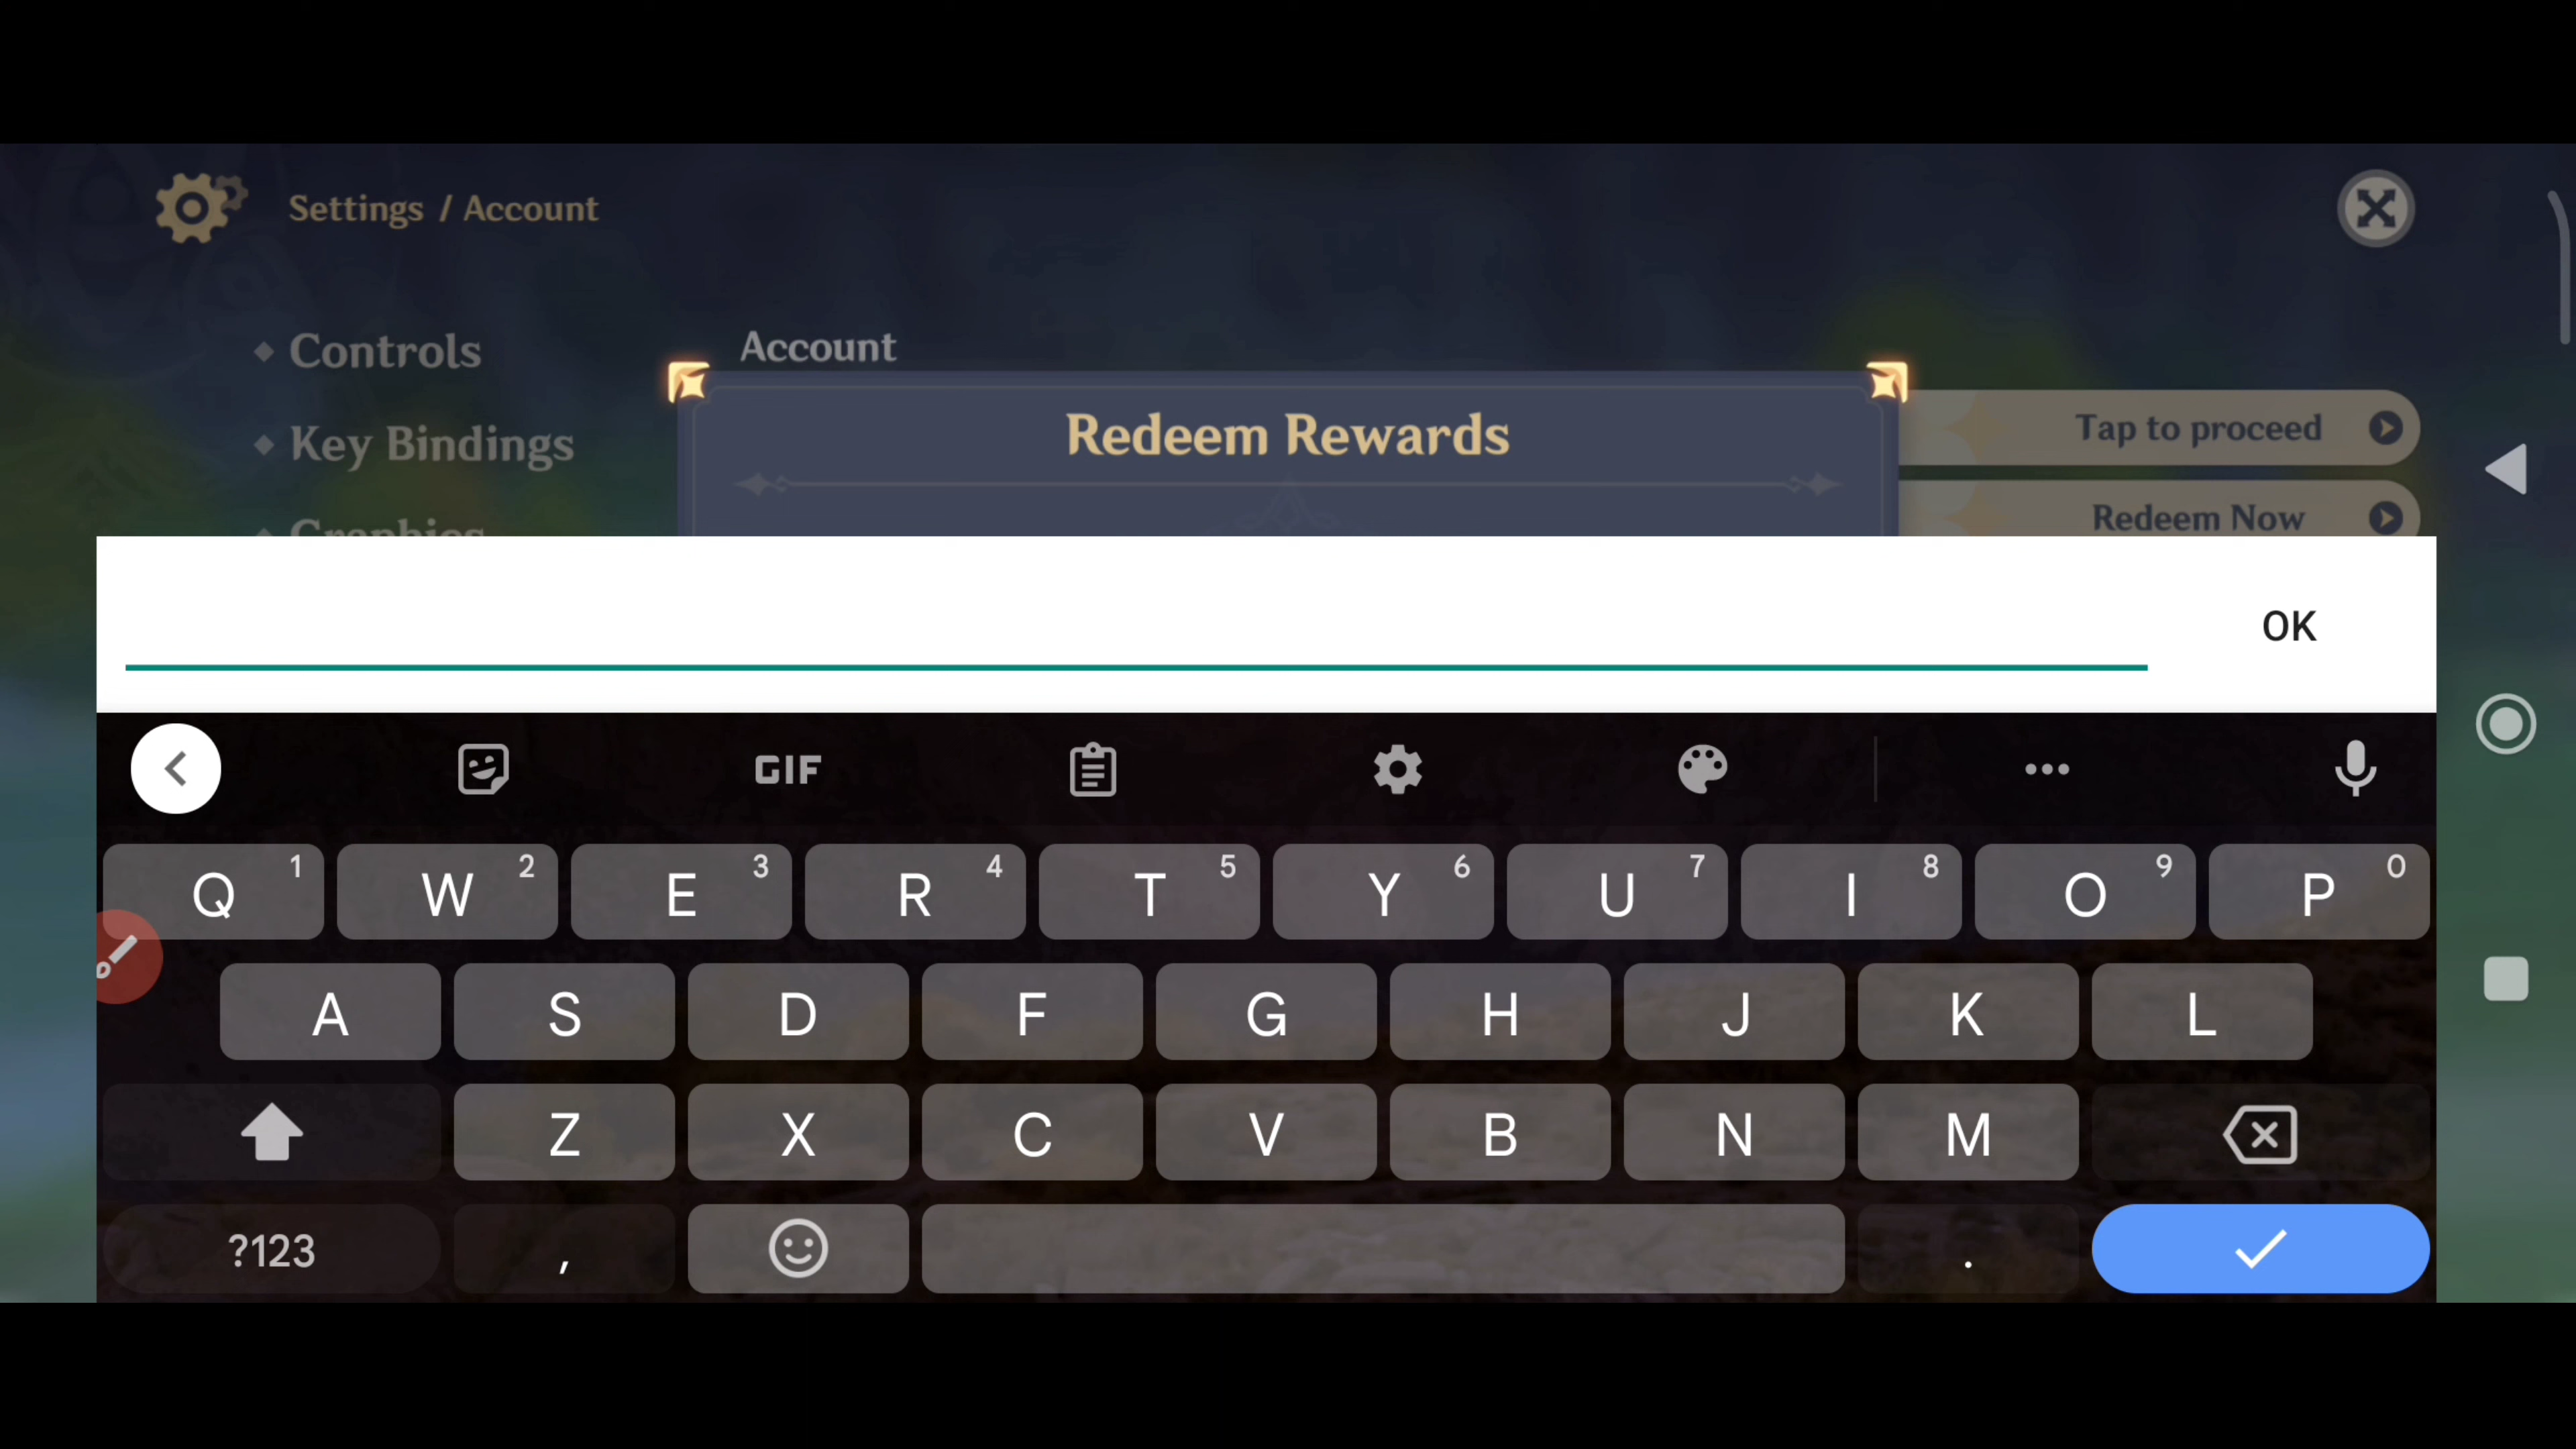 Settings / Account
Controls
Account
Key Bindings
Redeem Rewards
Tap to proceed
Graphics
Redeem Now
OK
GIF
Q 1 W 2 E 3 R 4 T 5 Y 6 U 7 I 8 O 9 P 0
A S D F G H J K L
Z X C V B N M
?123 , .